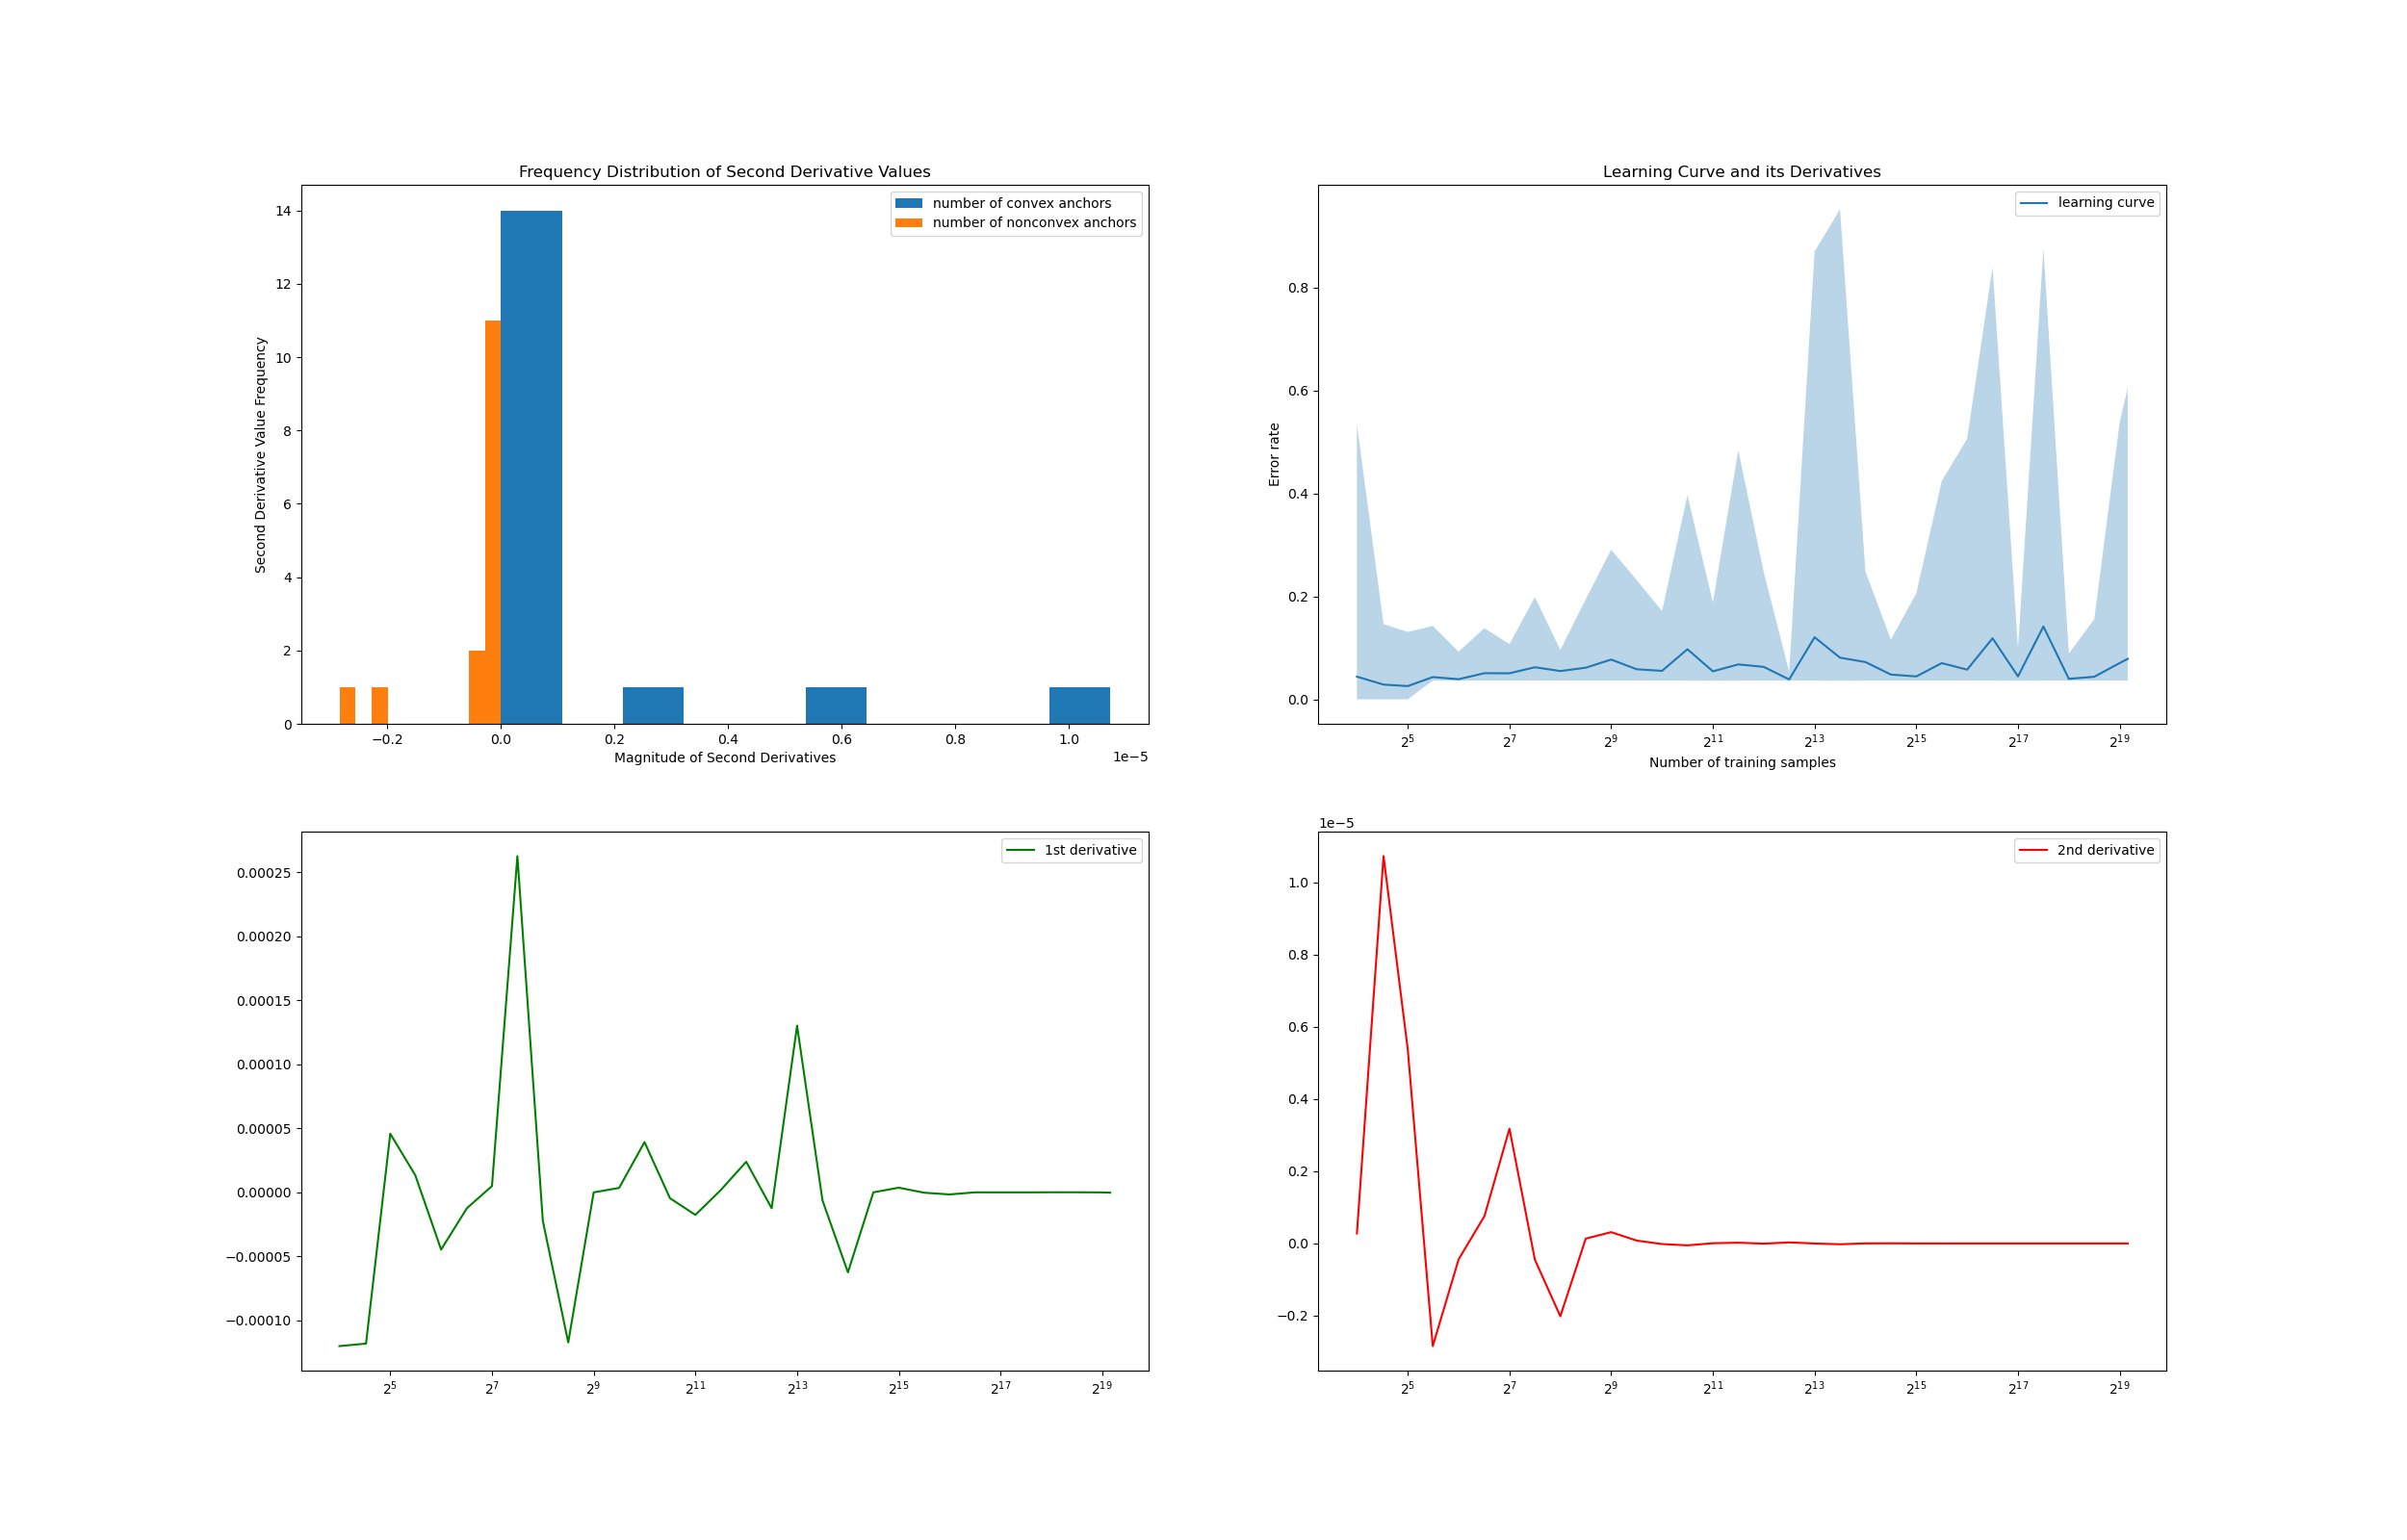 Frequency Distribution of Second Derivative Values
number of convex anchors
number of nonconvex anchors
Second Derivative Value Frequency
14
12
10
8
6
4
2
0
−0.2 0.0 0.2 0.4 0.6 0.8 1.0
1e−5
Magnitude of Second Derivatives
Learning Curve and its Derivatives
learning curve
Error rate
0.8
0.6
0.4
0.2
0.0
2^5 2^7 2^9 2^11 2^13 2^15 2^17 2^19
Number of training samples
1st derivative
0.00025
0.00020
0.00015
0.00010
0.00005
0.00000
−0.00005
−0.00010
2^5 2^7 2^9 2^11 2^13 2^15 2^17 2^19
1e−5
2nd derivative
1.0
0.8
0.6
0.4
0.2
0.0
−0.2
2^5 2^7 2^9 2^11 2^13 2^15 2^17 2^19